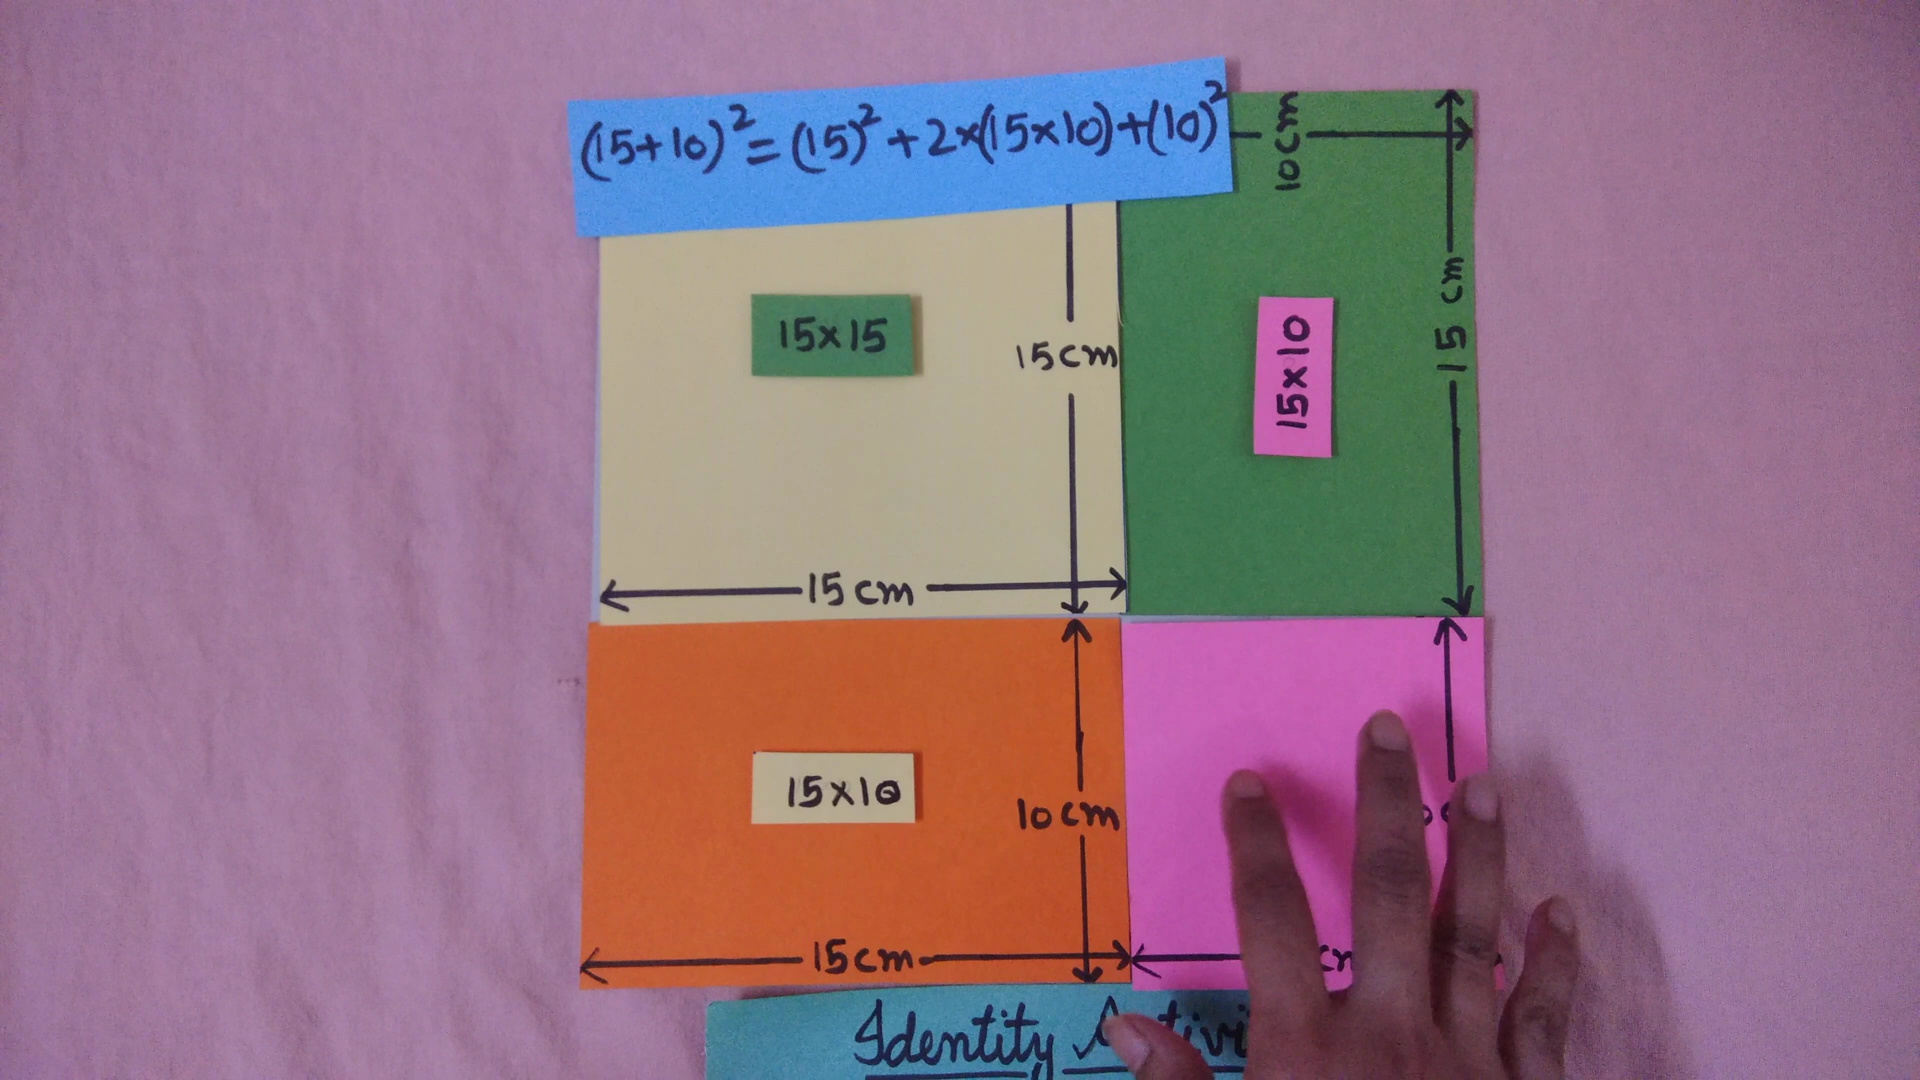 (15+10)²=(15)²+2×(15×10)+(10)²
10cm
15×15
15cm
15×10
15 cm
15cm
15×10
10cm
15cm
cm
Identity